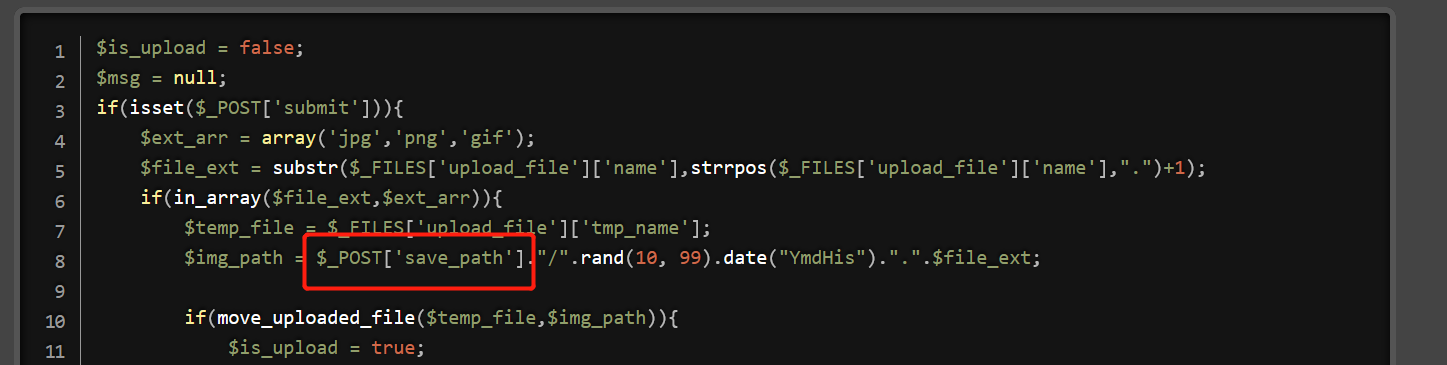 1 $is_upload = false;
2 $msg = null;
3 if(isset($_POST['submit'])){
4 $ext_arr = array('jpg','png','gif');
5 $file_ext = substr($_FILES['upload_file']['name'],strrpos($_FILES['upload_file']['name'],".")+1);
6 if(in_array($file_ext,$ext_arr)){
7 $temp_file = $_FILES['upload_file']['tmp_name'];
8 $img_path = $_POST['save_path']."/".rand(10, 99).date("YmdHis").".".$file_ext;
9
10 if(move_uploaded_file($temp_file,$img_path)){
11 $is_upload = true;